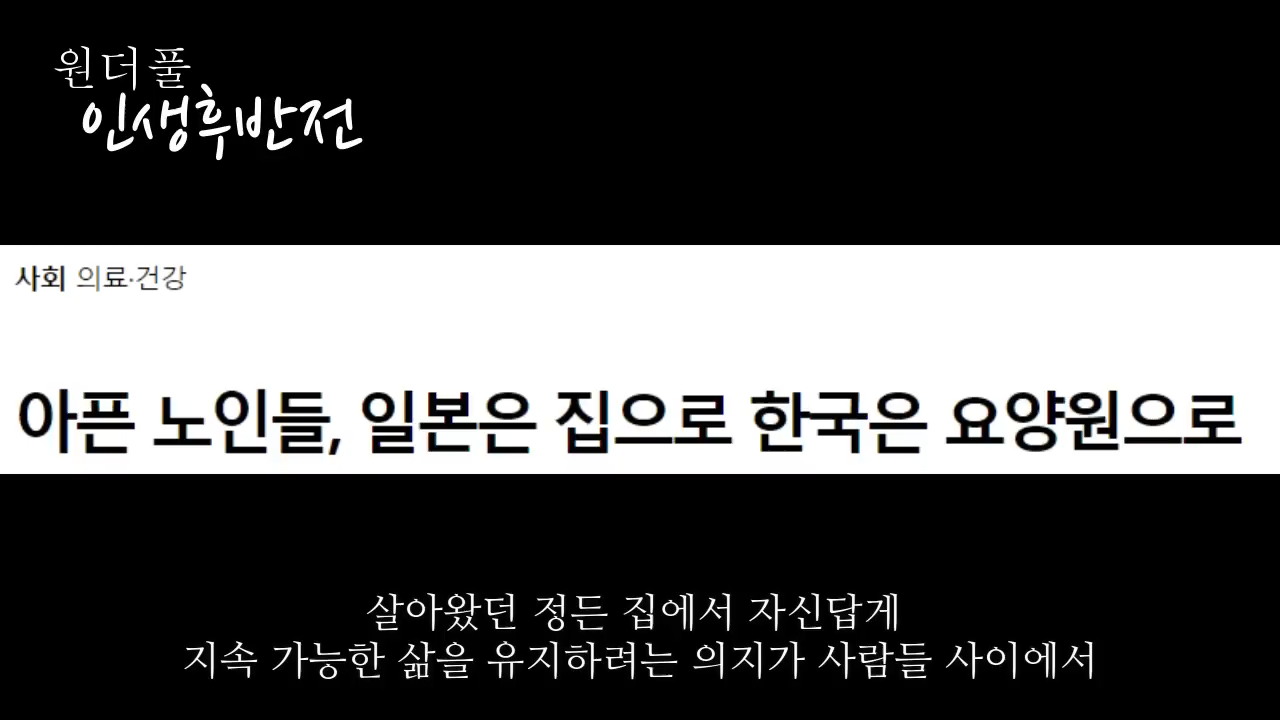 원더풀
인생후반전
사회 의료·건강
아픈 노인들, 일본은 집으로 한국은 요양원으로
살아왔던 정든 집에서 자신답게
지속 가능한 삶을 유지하려는 의지가 사람들 사이에서